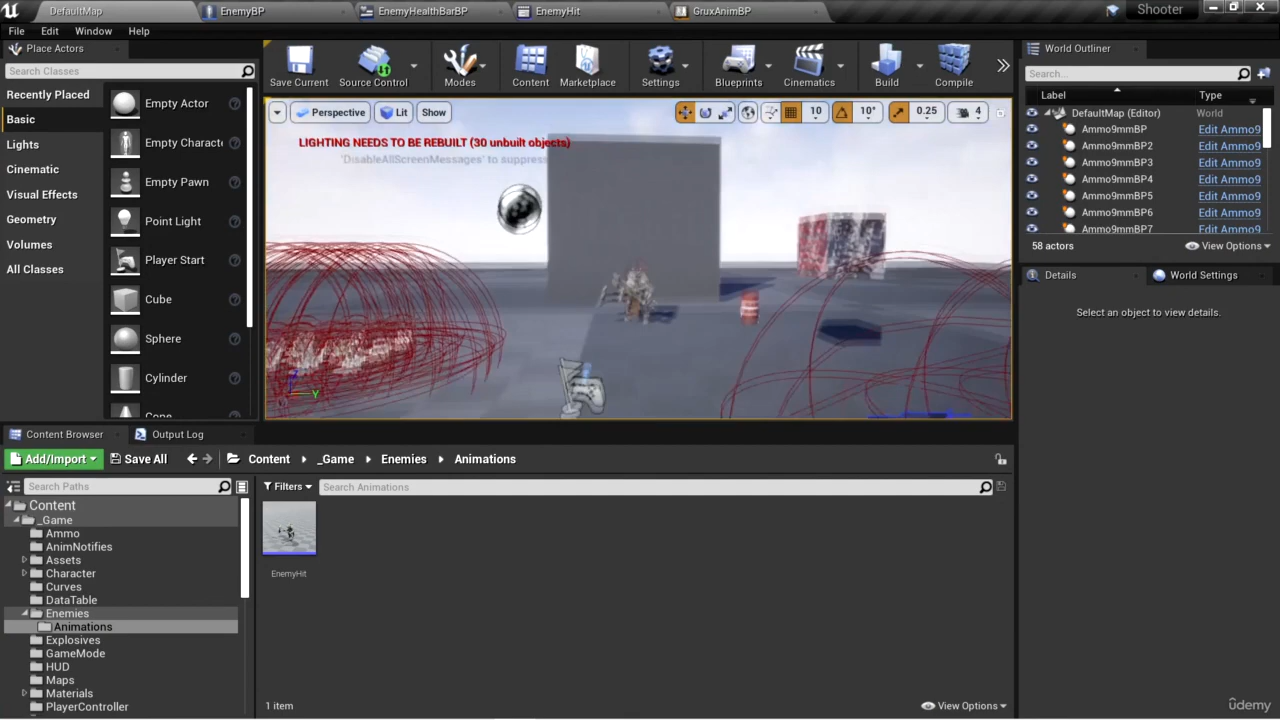 DefaultMap
EnemyBP
EnemyHealthBarBP
EnemyHit
GruxAnimBP
Shooter
File Edit Window Help
Place Actors
Search Classes
Recently Placed
Basic
Lights
Cinematic
Visual Effects
Geometry
Volumes
All Classes
Empty Actor
Empty Characte
Empty Pawn
Point Light
Player Start
Cube
Sphere
Cylinder
Cone
Save Current
Source Control
Modes
Content
Marketplace
Settings
Blueprints
Cinematics
Build
Compile
Perspective
Lit
Show
10
10°
0.25
4
LIGHTING NEEDS TO BE REBUILT (30 unbuilt objects)
'DisableAllScreenMessages' to suppress
Y
World Outliner
Search...
Label Type
DefaultMap (Editor) World
Ammo9mmBP Edit Ammo9
Ammo9mmBP2 Edit Ammo9
Ammo9mmBP3 Edit Ammo9
Ammo9mmBP4 Edit Ammo9
Ammo9mmBP5 Edit Ammo9
Ammo9mmBP6 Edit Ammo9
Ammo9mmBP7 Edit Ammo9
58 actors
View Options
Details
World Settings
Select an object to view details.
Content Browser
Output Log
Add/Import
Save All
Content
_Game
Enemies
Animations
Search Paths
Filters
Search Animations
Content
_Game
Ammo
AnimNotifies
Assets
Character
Curves
DataTable
Enemies
Animations
Explosives
GameMode
HUD
Maps
Materials
PlayerController
EnemyHit
1 item
View Options
udemy